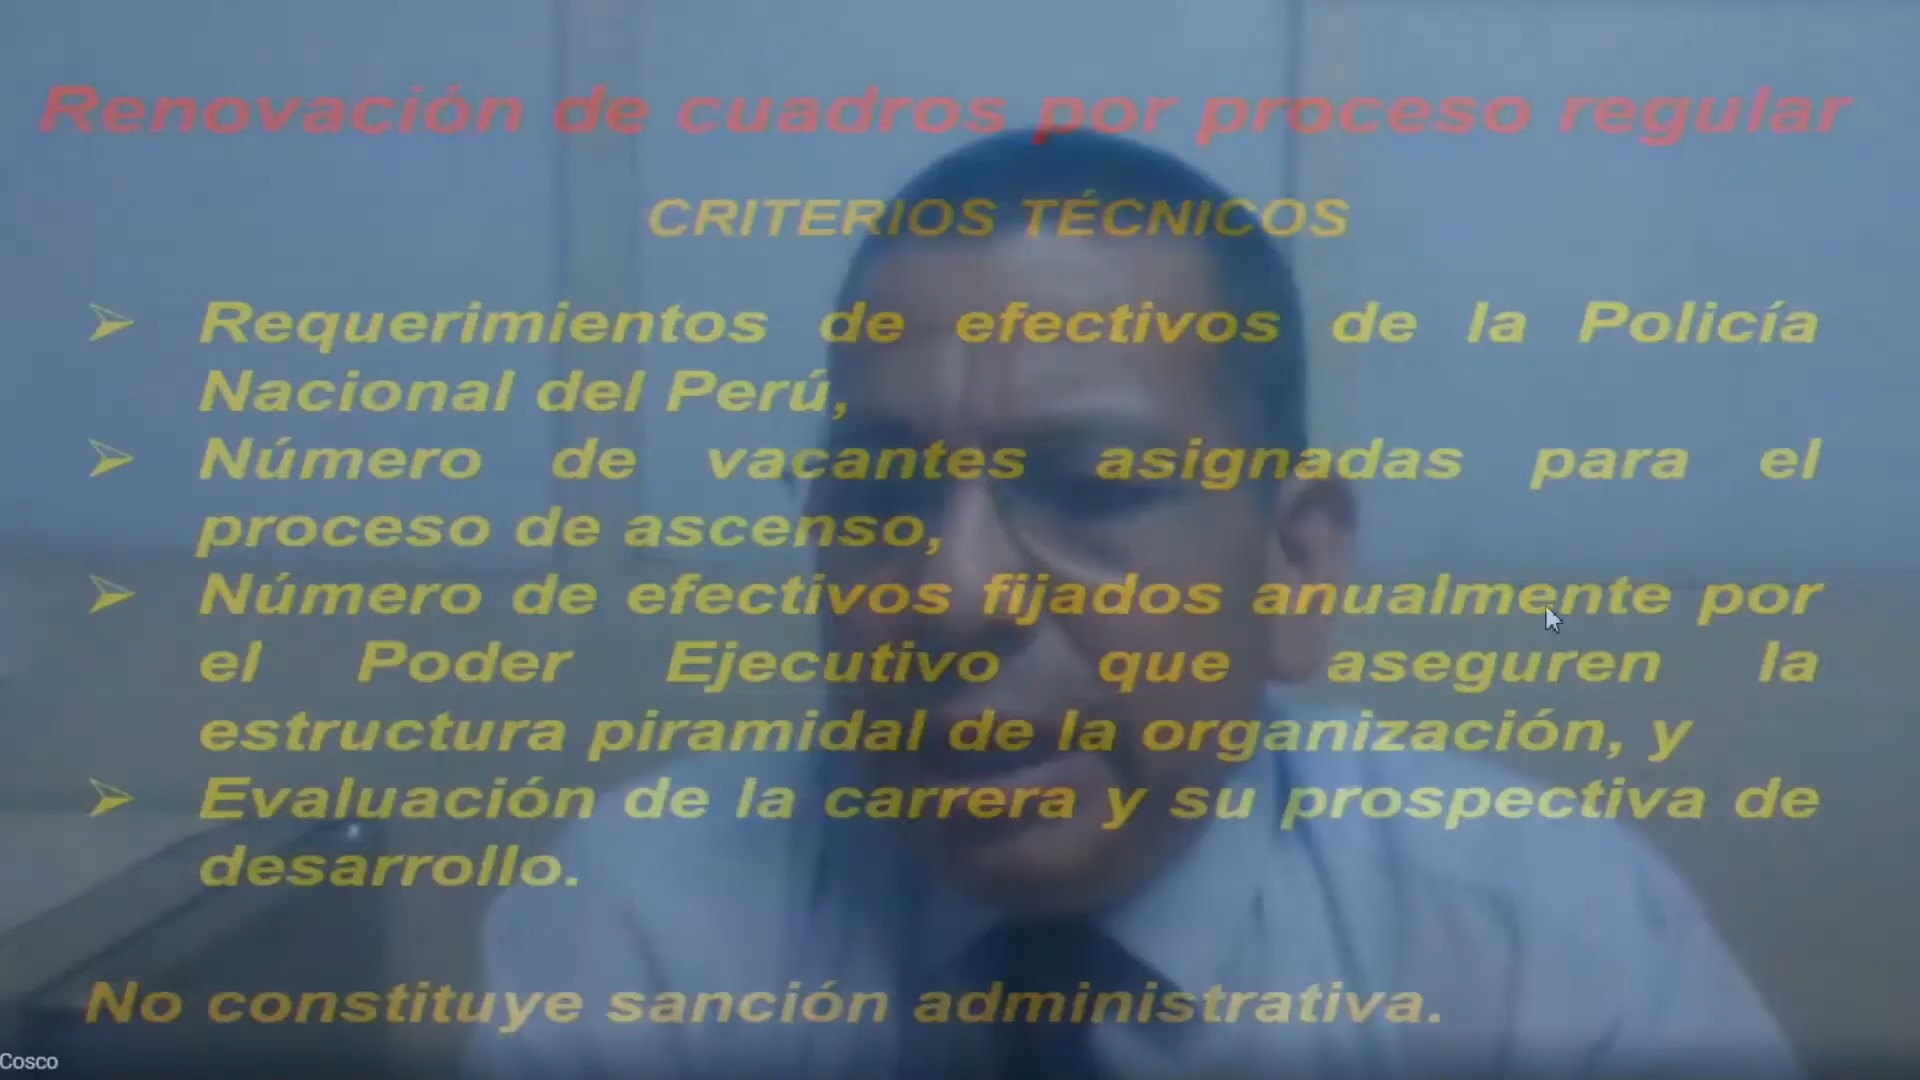 Renovación de cuadros por proceso regular
CRITERIOS TÉCNICOS
➢ Requerimientos de efectivos de la Policía
Nacional del Perú,
➢ Número de vacantes asignadas para el
proceso de ascenso,
➢ Número de efectivos fijados anualmente por
el Poder Ejecutivo que aseguren la
estructura piramidal de la organización, y
➢ Evaluación de la carrera y su prospectiva de
desarrollo.
No constituye sanción administrativa.
Cosco